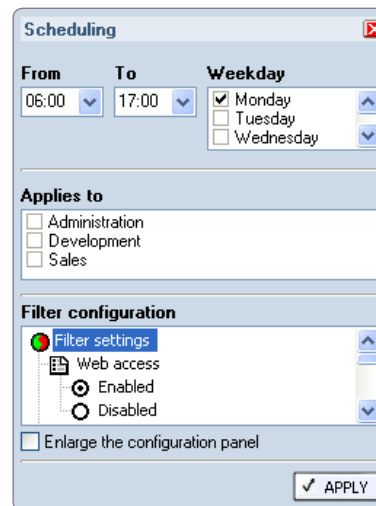 Scheduling
From To Weekday
06:00 17:00 Monday
Tuesday
Wednesday
Applies to
Administration
Development
Sales
Filter configuration
Filter settings
Web access
Enabled
Disabled
Enlarge the configuration panel
APPLY